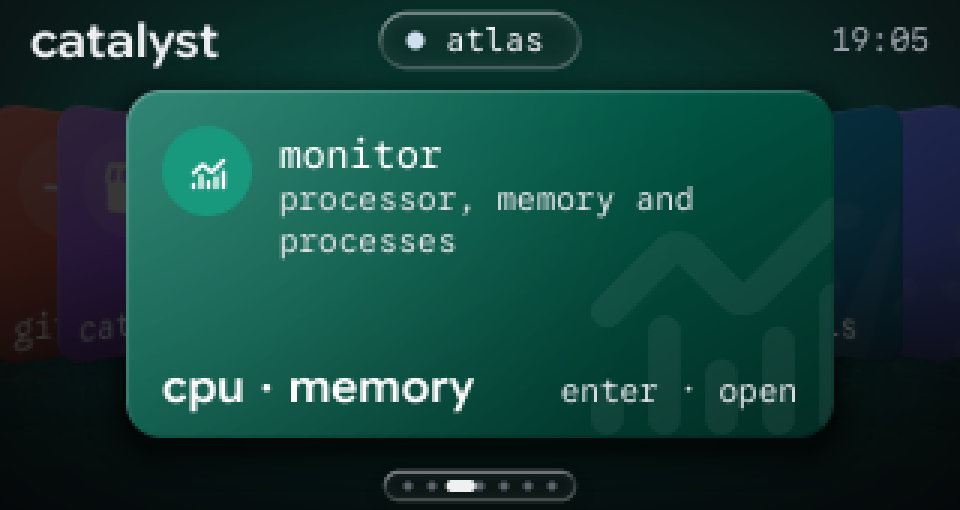 catalyst
atlas
19:05
monitor
processor, memory and
processes
cpu · memory
enter · open